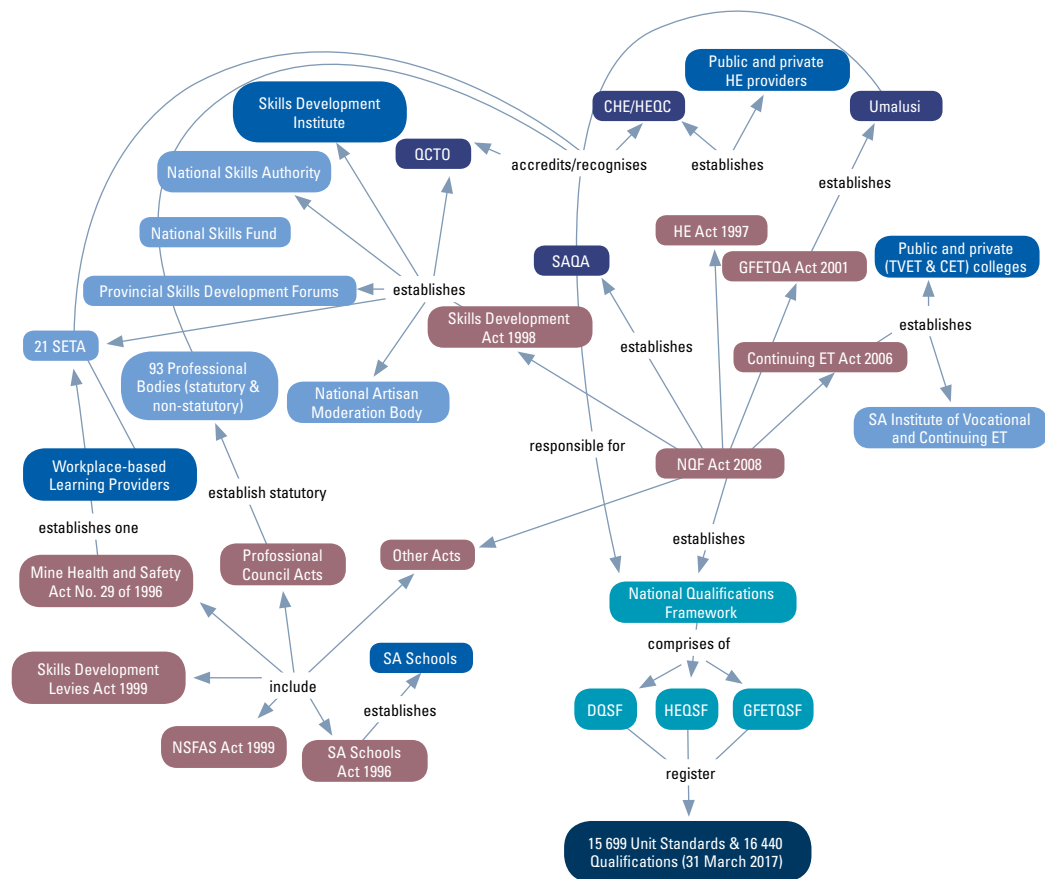 Public and private
HE providers
Skills Development
Institute
CHE/HEQC
Umalusi
QCTO
accredits/recognises
establishes
National Skills Authority
establishes
National Skills Fund
HE Act 1997
SAQA
GFETQA Act 2001
Public and private
(TVET & CET) colleges
Provincial Skills Development Forums
establishes
Skills Development
Act 1998
establishes
establishes
21 SETA
Continuing ET Act 2006
93 Professional
Bodies (statutory &
non-statutory)
National Artisan
Moderation Body
SA Institute of Vocational
and Continuing ET
responsible for
NQF Act 2008
Workplace-based
Learning Providers
establish statutory
establishes one
establishes
Mine Health and Safety
Act No. 29 of 1996
Professional
Council Acts
Other Acts
National Qualifications
Framework
comprises of
SA Schools
Skills Development
Levies Act 1999
include
establishes
DQSF
HEQSF
GFETQSF
NSFAS Act 1999
SA Schools
Act 1996
register
15 699 Unit Standards & 16 440
Qualifications (31 March 2017)